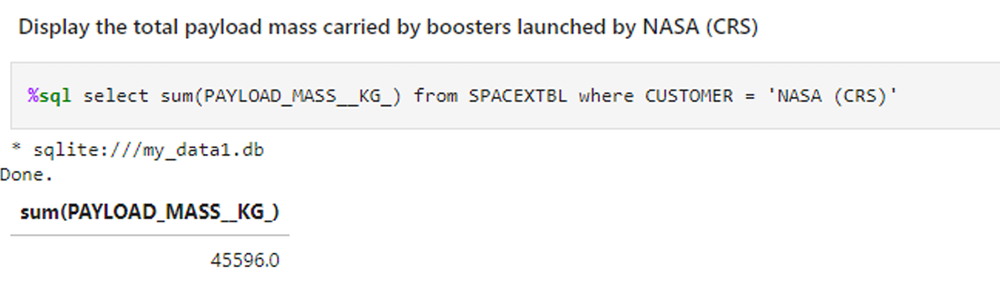 Display the total payload mass carried by boosters launched by NASA (CRS)
%sql select sum(PAYLOAD_MASS__KG_) from SPACEXTBL where CUSTOMER = 'NASA (CRS)'
* sqlite:///my_data1.db
Done.
sum(PAYLOAD_MASS__KG_)
45596.0